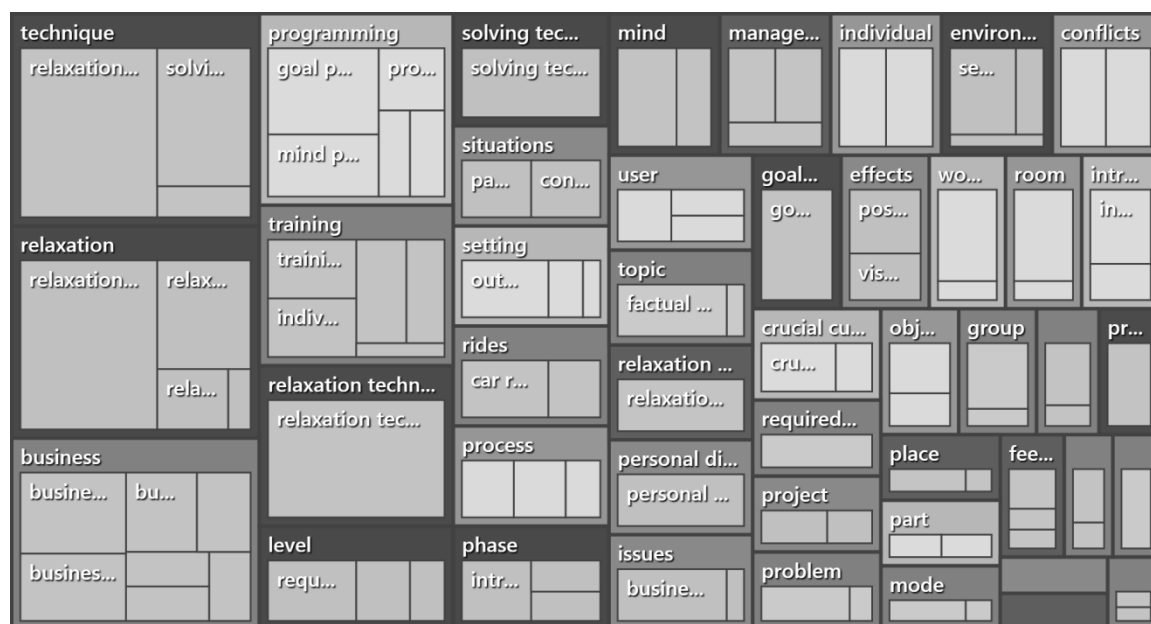 technique
relaxation...
solvi...
relaxation
relaxation...
relax...
rela...
business
busine...
bu...
busines...
programming
goal p...
pro...
mind p...
training
traini...
indiv...
relaxation techn...
relaxation tec...
level
requ...
solving tec...
solving tec...
situations
pa...
con...
setting
out...
rides
car r...
process
phase
intr...
mind
manage...
individual
environ...
se...
conflicts
user
topic
factual ...
relaxation ...
relaxatio...
personal di...
personal ...
issues
busine...
goal...
go...
effects
pos...
vis...
wo...
room
intr...
in...
crucial cu...
cru...
required...
project
problem
obj...
group
pr...
place
part
mode
fee...